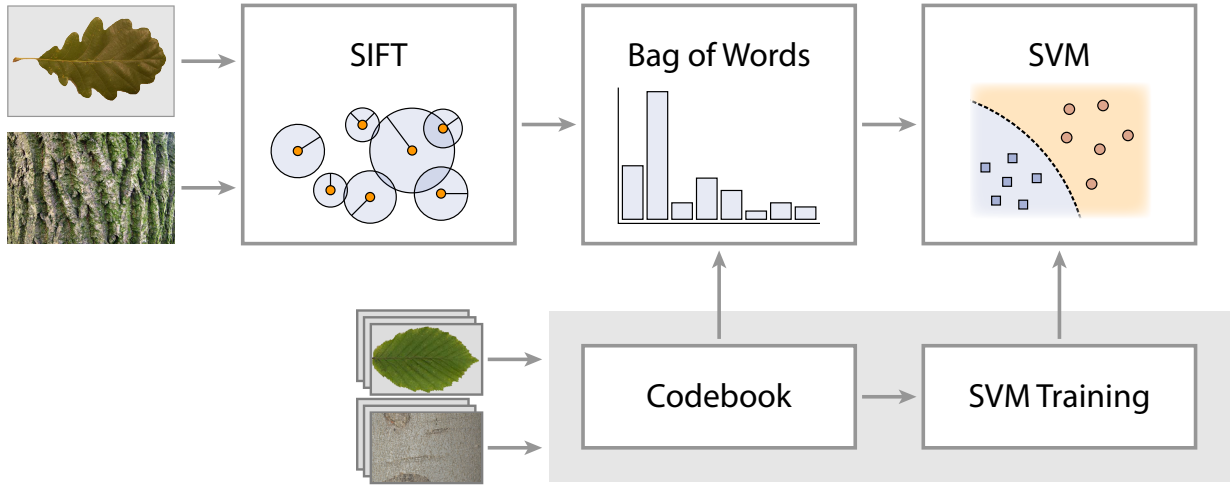 SIFT
Bag of Words
SVM
Codebook
SVM Training